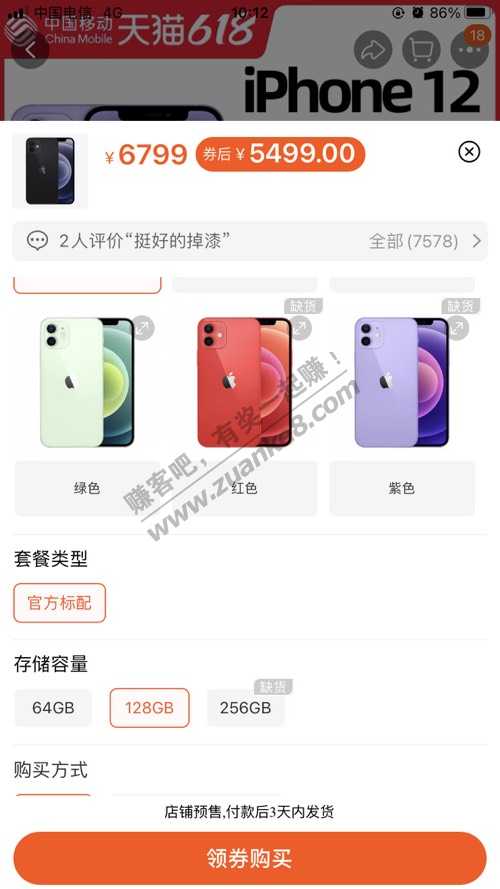 中国电信 4G 10:12 86%
中国移动
China Mobile
天猫618
18
iPhone 12
¥6799 券后¥5499.00
2人评价“挺好的掉漆” 全部(7578)
缺货 缺货
绿色 红色 紫色
赚客吧，有奖一起赚！
www.zuanke8.com
套餐类型
官方标配
存储容量
缺货
64GB 128GB 256GB
购买方式
店铺预售,付款后3天内发货
领券购买